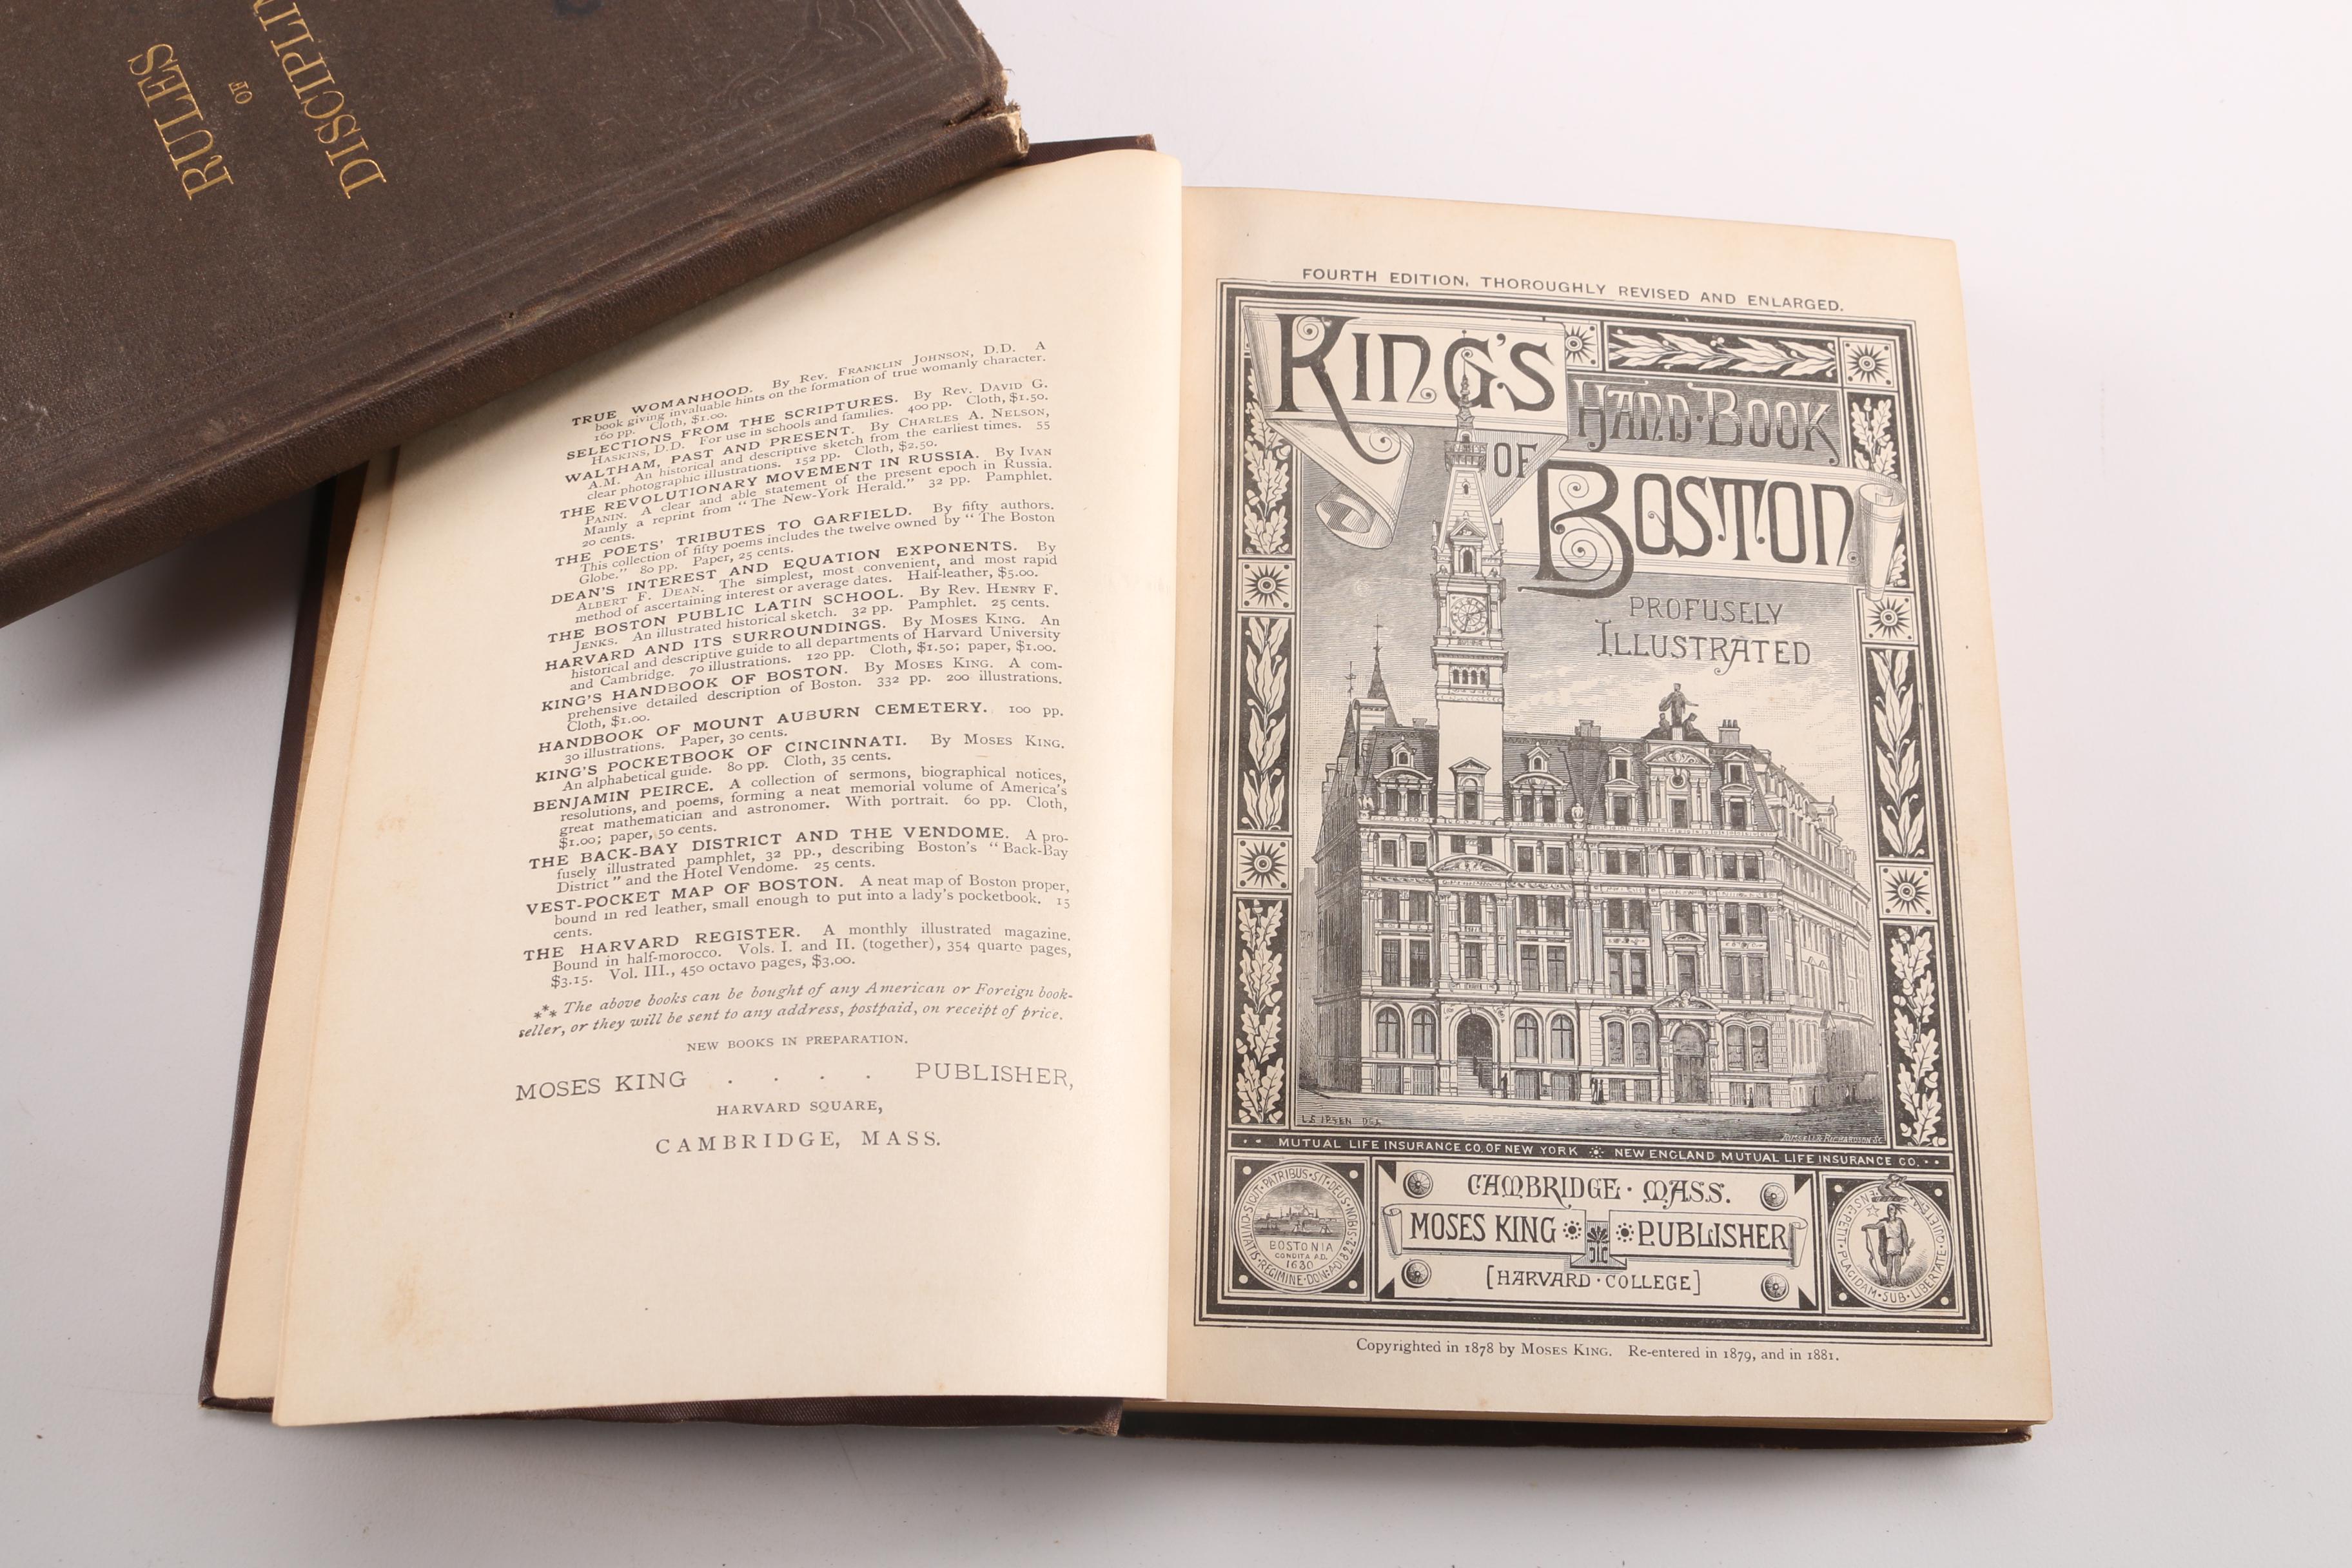 RULES
OF
TRUE WOMANHOOD. By Rev. Franklin Johnson, D.D. A
book giving invaluable hints on the formation of true womanly character.
160 pp. Cloth, $1.00.
SELECTIONS FROM THE SCRIPTURES. By Rev. David G.
Haskins, D.D. For use in schools and families. 400 pp. Cloth, $1.50.
WALTHAM, PAST AND PRESENT. By Charles A. Nelson,
A.M. An historical and descriptive sketch from the earliest times. 55
clear photographic illustrations. 152 pp. Cloth, $2.50.
THE REVOLUTIONARY MOVEMENT IN RUSSIA. By Ivan
Panin. A clear and able statement of the present epoch in Russia.
Mainly a reprint from "The New-York Herald." 32 pp. Pamphlet.
20 cents.
THE POETS' TRIBUTES TO GARFIELD. By fifty authors.
This collection of fifty poems includes the twelve owned by "The Boston
Globe." 80 pp. Paper, 25 cents.
DEAN'S INTEREST AND EQUATION EXPONENTS. By
Albert F. Dean. The simplest, most convenient, and most rapid
method of ascertaining interest or average dates. Half-leather, $5.00.
THE BOSTON PUBLIC LATIN SCHOOL. By Rev. Henry F.
Jenks. An illustrated historical sketch. 32 pp. Pamphlet. 25 cents.
HARVARD AND ITS SURROUNDINGS. By Moses King. An
historical and descriptive guide to all departments of Harvard University
and Cambridge. 70 illustrations. 120 pp. Cloth, $1.50; paper, $1.00.
KING'S HANDBOOK OF BOSTON. By Moses King. A com-
prehensive detailed description of Boston. 332 pp. 200 illustrations.
Cloth, $1.00.
HANDBOOK OF MOUNT AUBURN CEMETERY. 100 pp.
30 illustrations. Paper, 30 cents.
KING'S POCKETBOOK OF CINCINNATI. By Moses King.
An alphabetical guide. 80 pp. Cloth, 35 cents.
BENJAMIN PEIRCE. A collection of sermons, biographical notices,
resolutions, and poems, forming a neat memorial volume of America's
great mathematician and astronomer. With portrait. 60 pp. Cloth,
$1.00; paper, 50 cents.
THE BACK-BAY DISTRICT AND THE VENDOME. A pro-
fusely illustrated pamphlet, 32 pp., describing Boston's "Back-Bay
District" and the Hotel Vendome. 25 cents.
VEST-POCKET MAP OF BOSTON. A neat map of Boston proper,
bound in red leather, small enough to put into a lady's pocketbook. 15
cents.
THE HARVARD REGISTER. A monthly illustrated magazine.
Bound in half-morocco. Vols. I. and II. (together), 354 quarto pages,
$3.15. Vol. III., 450 octavo pages, $3.00.
*** The above books can be bought of any American or Foreign book-
seller, or they will be sent to any address, postpaid, on receipt of price.
NEW BOOKS IN PREPARATION.
MOSES KING . . . . PUBLISHER,
HARVARD SQUARE,
CAMBRIDGE, MASS.
FOURTH EDITION, THOROUGHLY REVISED AND ENLARGED.
KING'S
HAND-BOOK
OF
BOSTON
PROFUSELY
ILLUSTRATED
L.S. IPSEN DEL.
RUSSELL & RICHARDSON SC.
MUTUAL LIFE INSURANCE CO. OF NEW YORK NEW ENGLAND MUTUAL LIFE INSURANCE CO.
SICUT·PATRIBUS·SIT·DEUS·NOBIS
CIVITATIS·REGIMINE·DONATA·A·D·1822
BOSTONIA
CONDITA A.D.
1630
CAMBRIDGE · MASS.
MOSES KING PUBLISHER
[HARVARD · COLLEGE]
ENSE·PETIT·PLACIDAM·SUB·LIBERTATE·QUIETEM
Copyrighted in 1878 by Moses King. Re-entered in 1879, and in 1881.